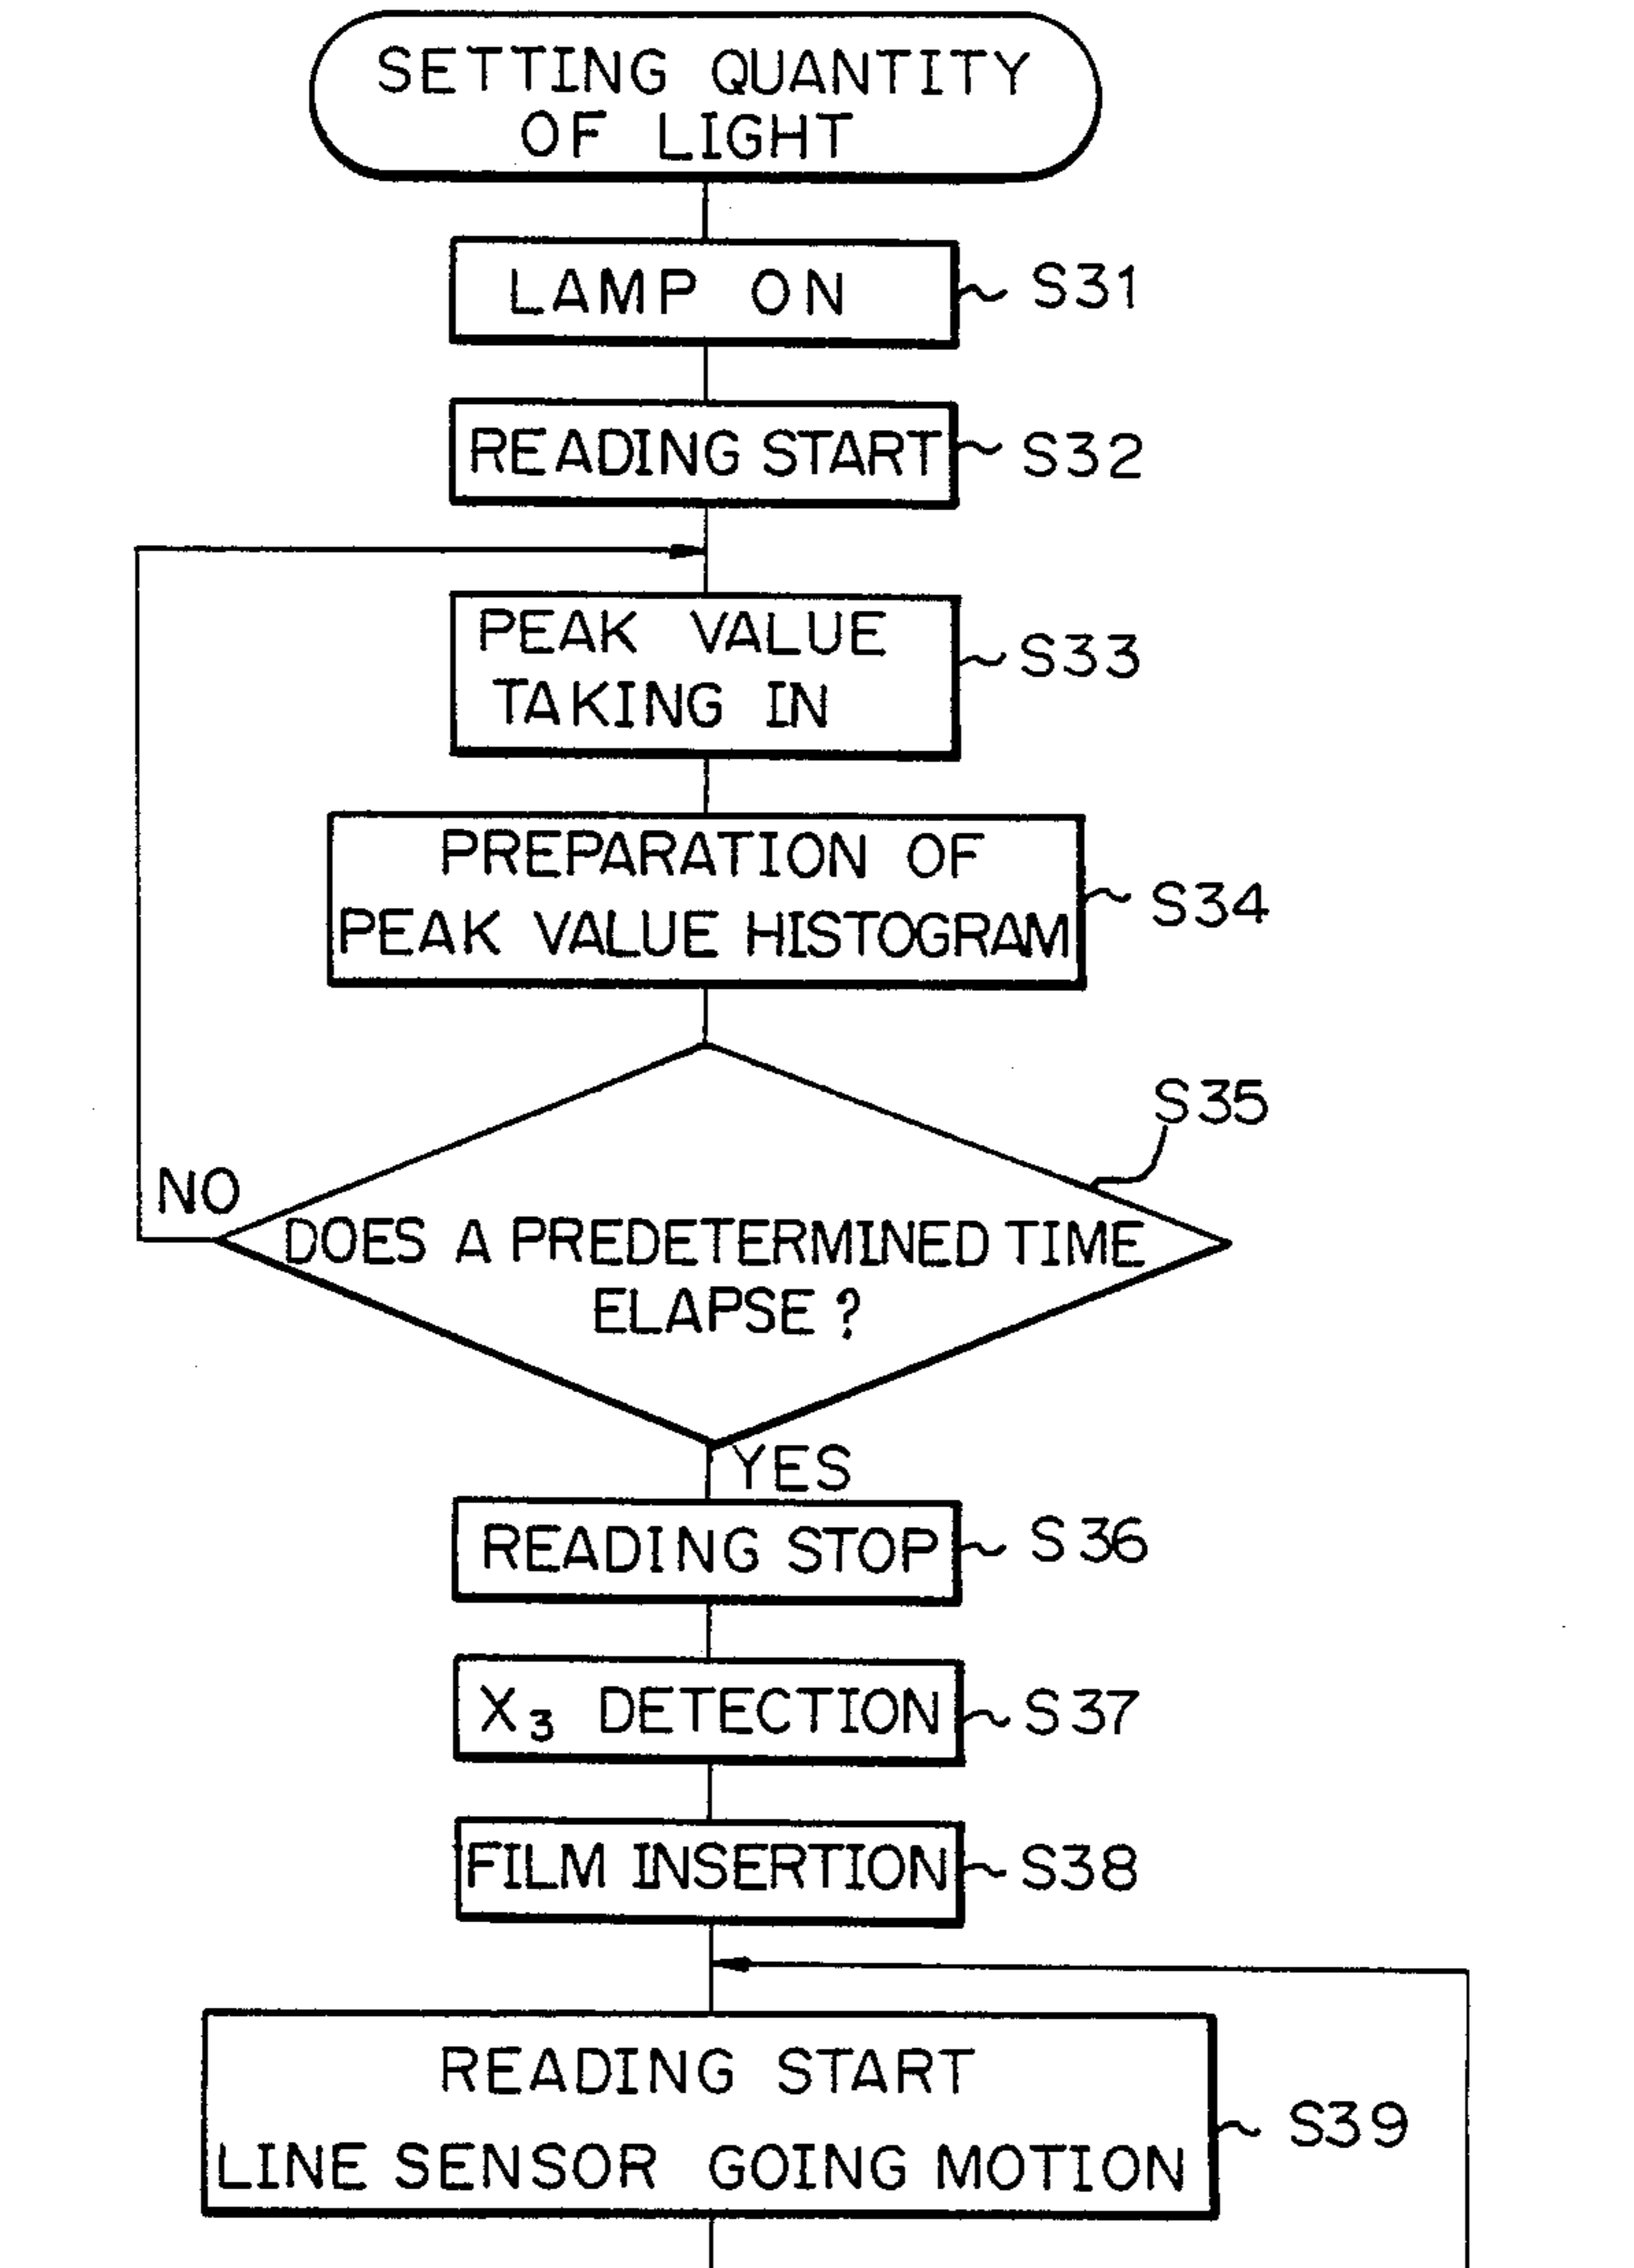 SETTING QUANTITY
OF LIGHT
LAMP ON
S31
READING START
S32
PEAK VALUE
TAKING IN
S33
PREPARATION OF
PEAK VALUE HISTOGRAM
S34
S35
NO
DOES A PREDETERMINED TIME
ELAPSE?
YES
READING STOP
S36
X₃ DETECTION
S37
FILM INSERTION
S38
READING START
LINE SENSOR GOING MOTION
S39